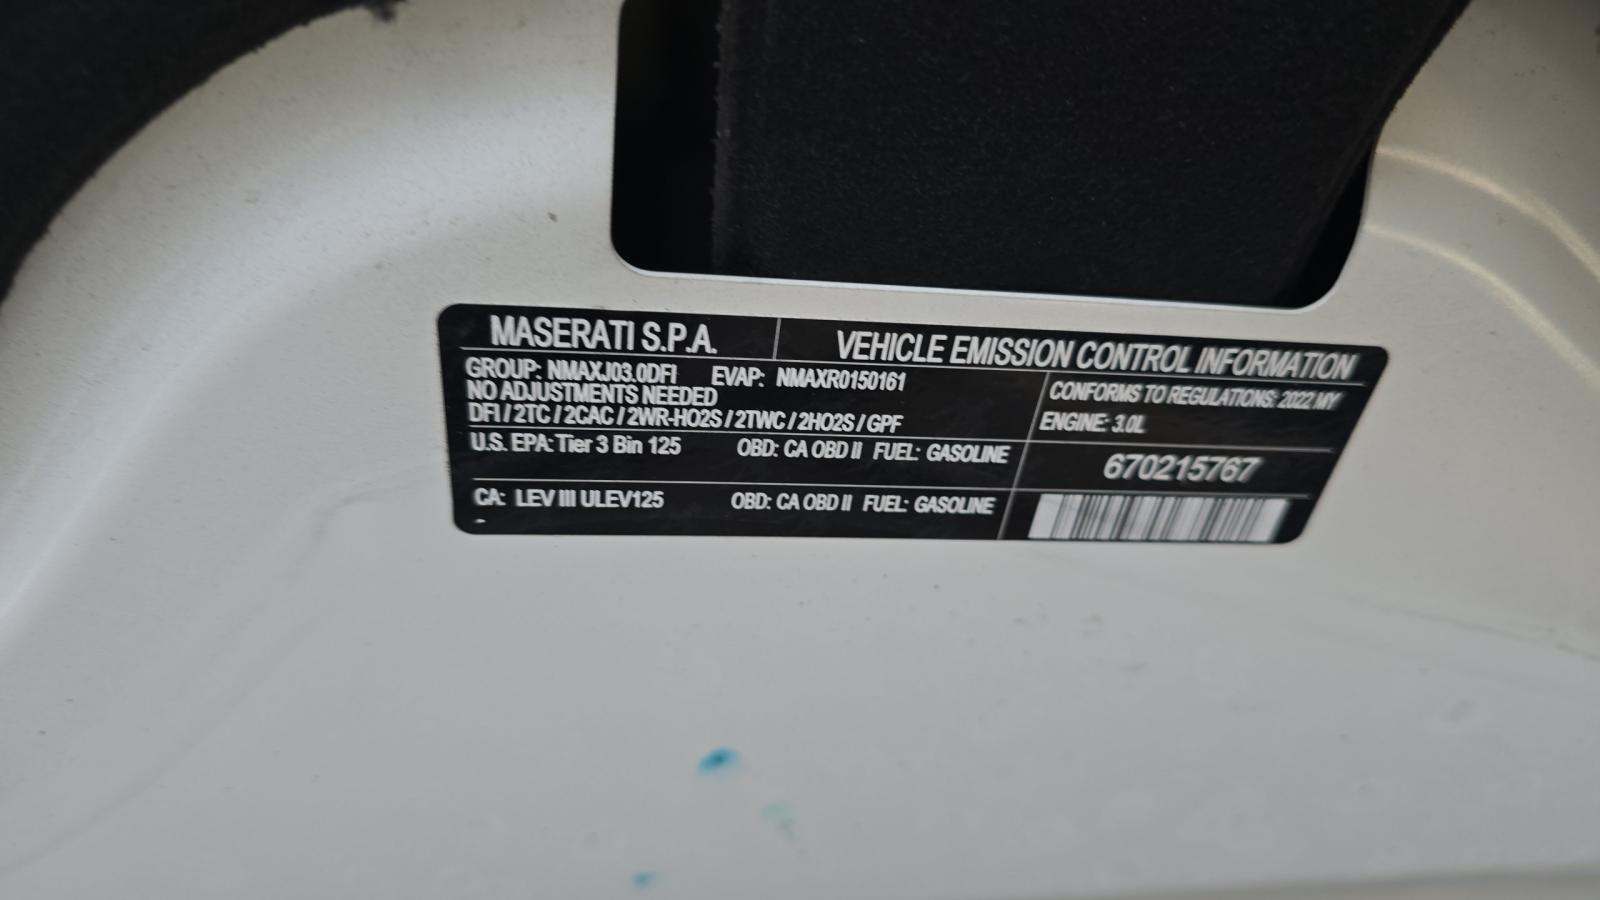 MASERATI S.P.A. VEHICLE EMISSION CONTROL INFORMATION
GROUP: NMAXJ03.0DFI EVAP: NMAXR0150161
NO ADJUSTMENTS NEEDED
DFI / 2TC / 2CAC / 2WR-HO2S / 2TWC / 2HO2S / GPF
CONFORMS TO REGULATIONS: 2022 MY
ENGINE: 3.0L
U.S. EPA: Tier 3 Bin 125 OBD: CA OBD II FUEL: GASOLINE
670215767
CA: LEV III ULEV125 OBD: CA OBD II FUEL: GASOLINE